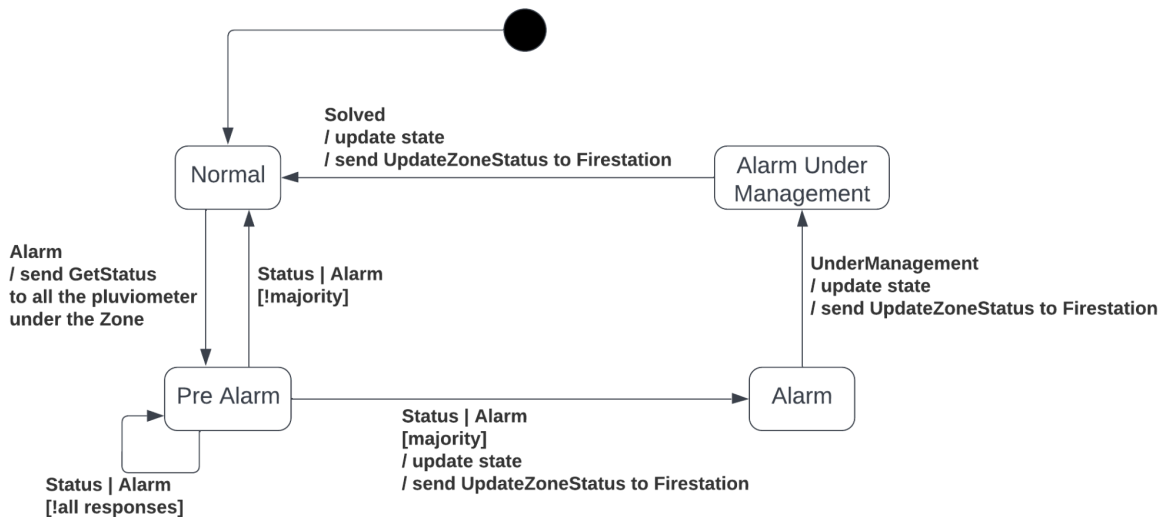 Solved
/ update state
/ send UpdateZoneStatus to Firestation
Normal
Alarm Under
Management
Alarm
/ send GetStatus
to all the pluviometer
under the Zone
Status | Alarm
[!majority]
UnderManagement
/ update state
/ send UpdateZoneStatus to Firestation
Pre Alarm
Alarm
Status | Alarm
[majority]
/ update state
/ send UpdateZoneStatus to Firestation
Status | Alarm
[!all responses]